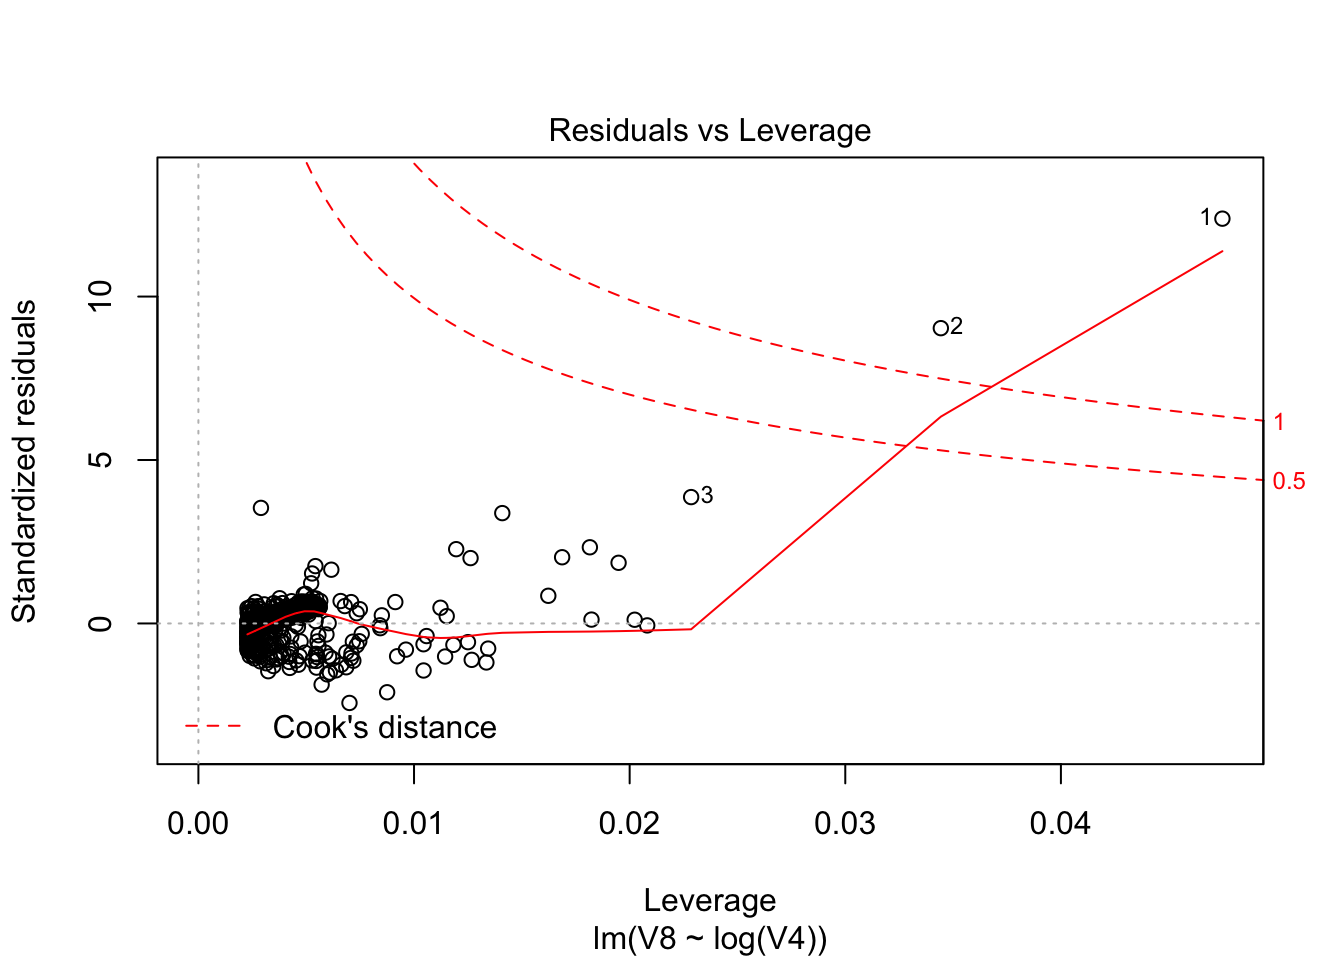 Residuals vs Leverage
Standardized residuals
10
5
0
1
2
3
1
0.5
Cook's distance
0.00 0.01 0.02 0.03 0.04
Leverage
lm(V8 ~ log(V4))